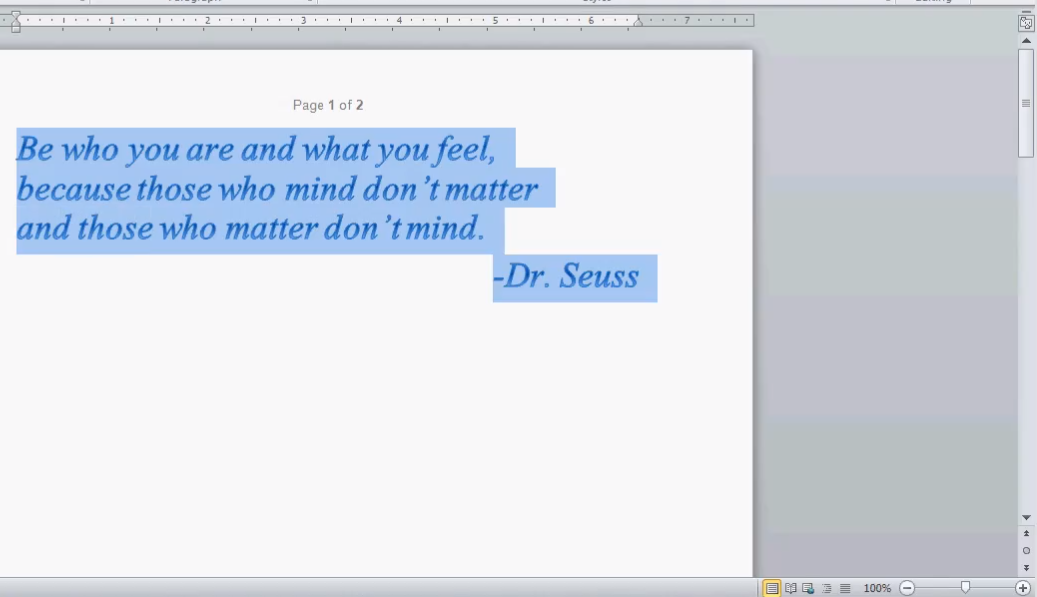 1 2 3 4 5 6 7
Page 1 of 2
Be who you are and what you feel,
because those who mind don’t matter
and those who matter don’t mind.
-Dr. Seuss
100%